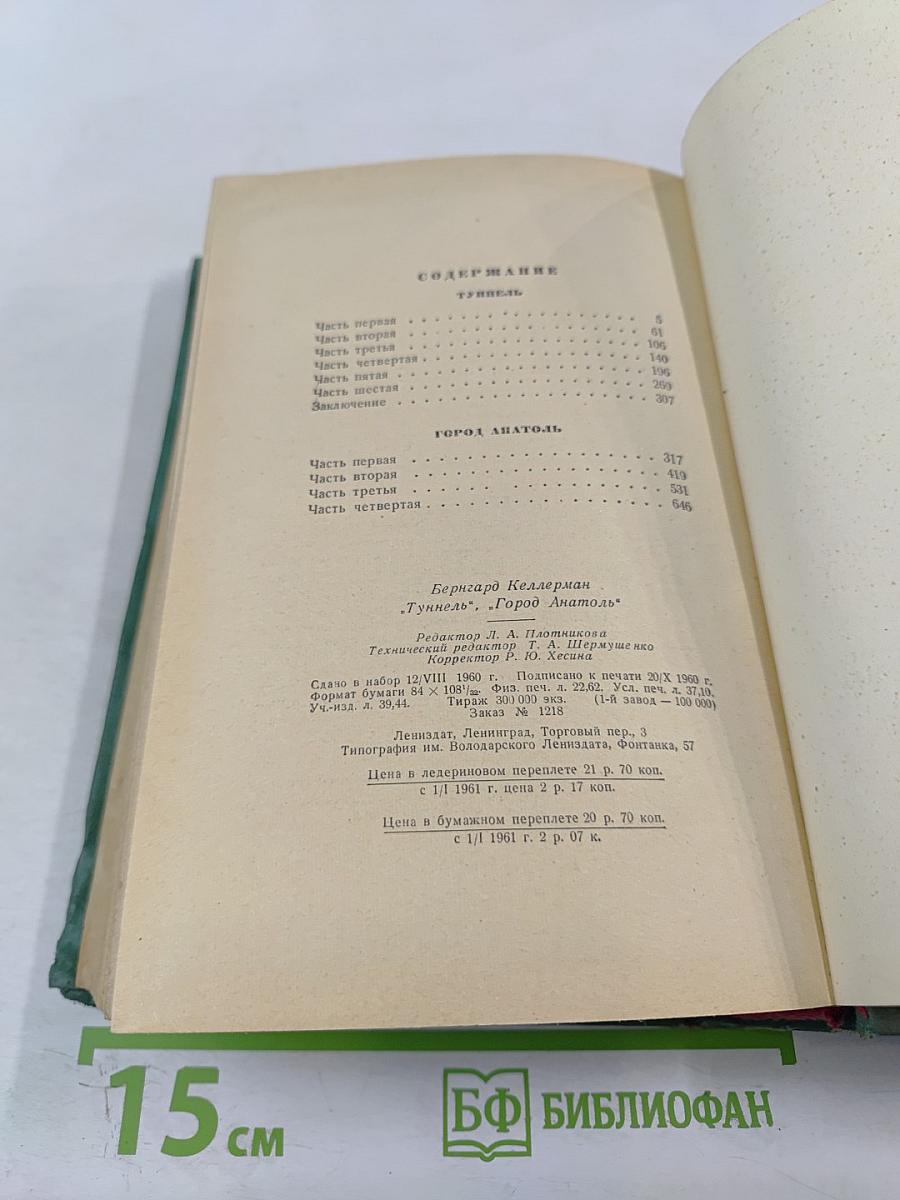 СОДЕРЖАНИЕ
ТУННЕЛЬ
Часть первая . . . . . . . . . . . . . . . . . 5
Часть вторая . . . . . . . . . . . . . . . . . 61
Часть третья . . . . . . . . . . . . . . . . . 106
Часть четвертая . . . . . . . . . . . . . . . . 140
Часть пятая . . . . . . . . . . . . . . . . . 196
Часть шестая . . . . . . . . . . . . . . . . . 269
Заключение . . . . . . . . . . . . . . . . . 307
ГОРОД АНАТОЛЬ
Часть первая . . . . . . . . . . . . . . . . . 317
Часть вторая . . . . . . . . . . . . . . . . . 419
Часть третья . . . . . . . . . . . . . . . . . 531
Часть четвертая . . . . . . . . . . . . . . . . 646
Бернгард Келлерман
„Туннель“, „Город Анатоль“
Редактор Л. А. Плотникова
Технический редактор Т. А. Шермушенко
Корректор Р. Ю. Хесина
Сдано в набор 12/VIII 1960 г. Подписано к печати 20/X 1960 г.
Формат бумаги 84 × 108¹/₃₂. Физ. печ. л. 22,62. Усл. печ. л. 37,10.
Уч.-изд. л. 39,44. Тираж 300 000 экз. (1-й завод — 100 000)
Заказ № 1218
Лениздат, Ленинград, Торговый пер., 3
Типография им. Володарского Лениздата, Фонтанка, 57
Цена в ледериновом переплете 21 р. 70 коп.
с 1/I 1961 г. цена 2 р. 17 коп.
Цена в бумажном переплете 20 р. 70 коп.
с 1/I 1961 г. 2 р. 07 к.
15 см
БФ БИБЛИОФАН